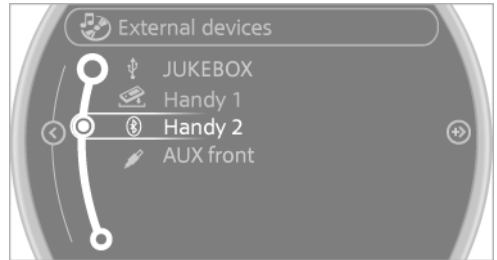 External devices
JUKEBOX
Handy 1
Handy 2
AUX front